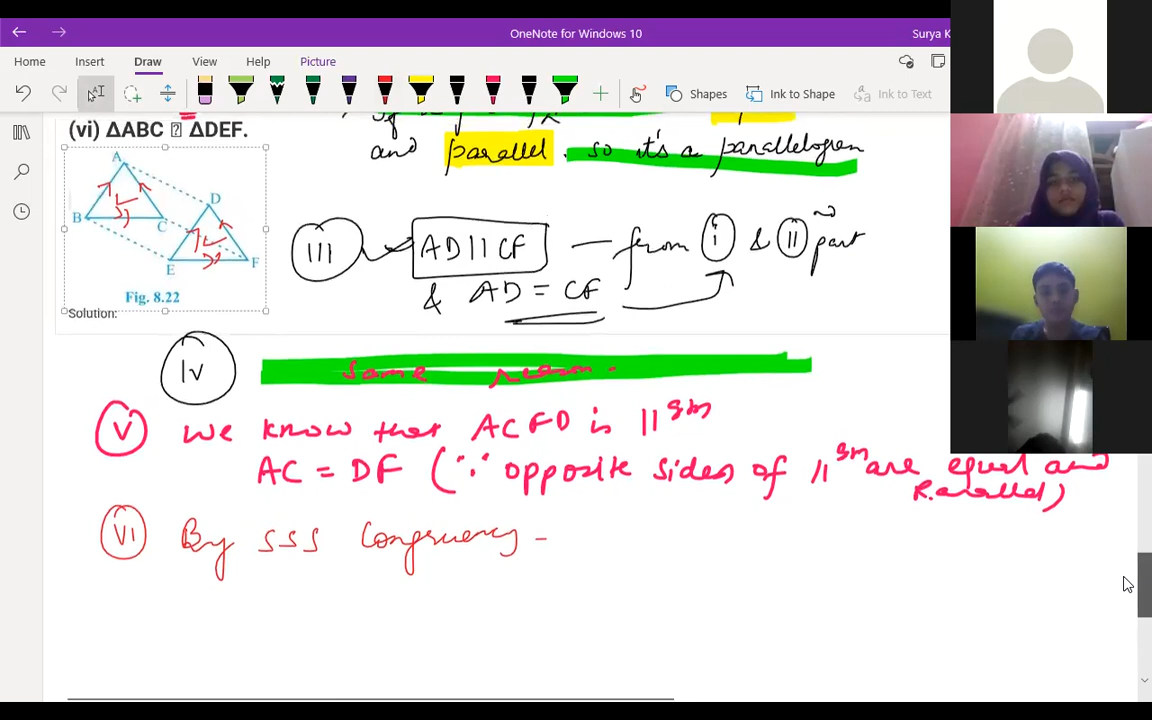 OneNote for Windows 10
Surya K
Home Insert Draw View Help Picture
Shapes Ink to Shape Ink to Text
(vi) ΔABC ΔDEF.
and parallel. so it's a parallelogram
A
B
C
D
E
F
Fig. 8.22
Solution:
III AD || CF — from i & II part
& AD = CF
IV same reason.
V We know that ACFD is ||gm
AC = DF (∵ opposite sides of ||gm are equal and
Parallel)
VI By SSS Congruency -